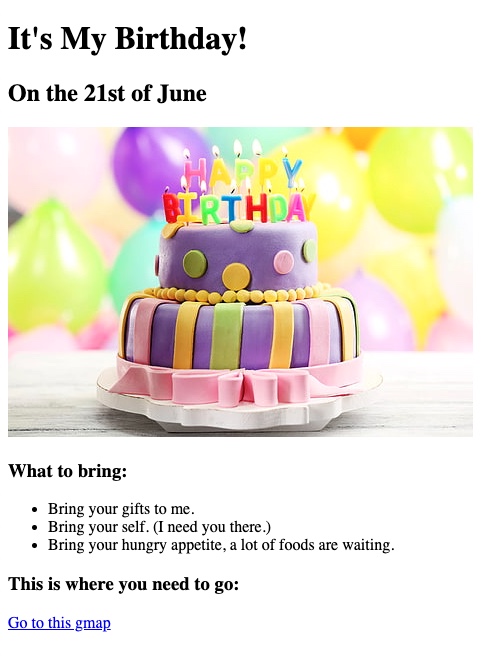 It's My Birthday!
On the 21st of June
HAPPY
BIRTHDAY
What to bring:
Bring your gifts to me.
Bring your self. (I need you there.)
Bring your hungry appetite, a lot of foods are waiting.
This is where you need to go:
Go to this gmap